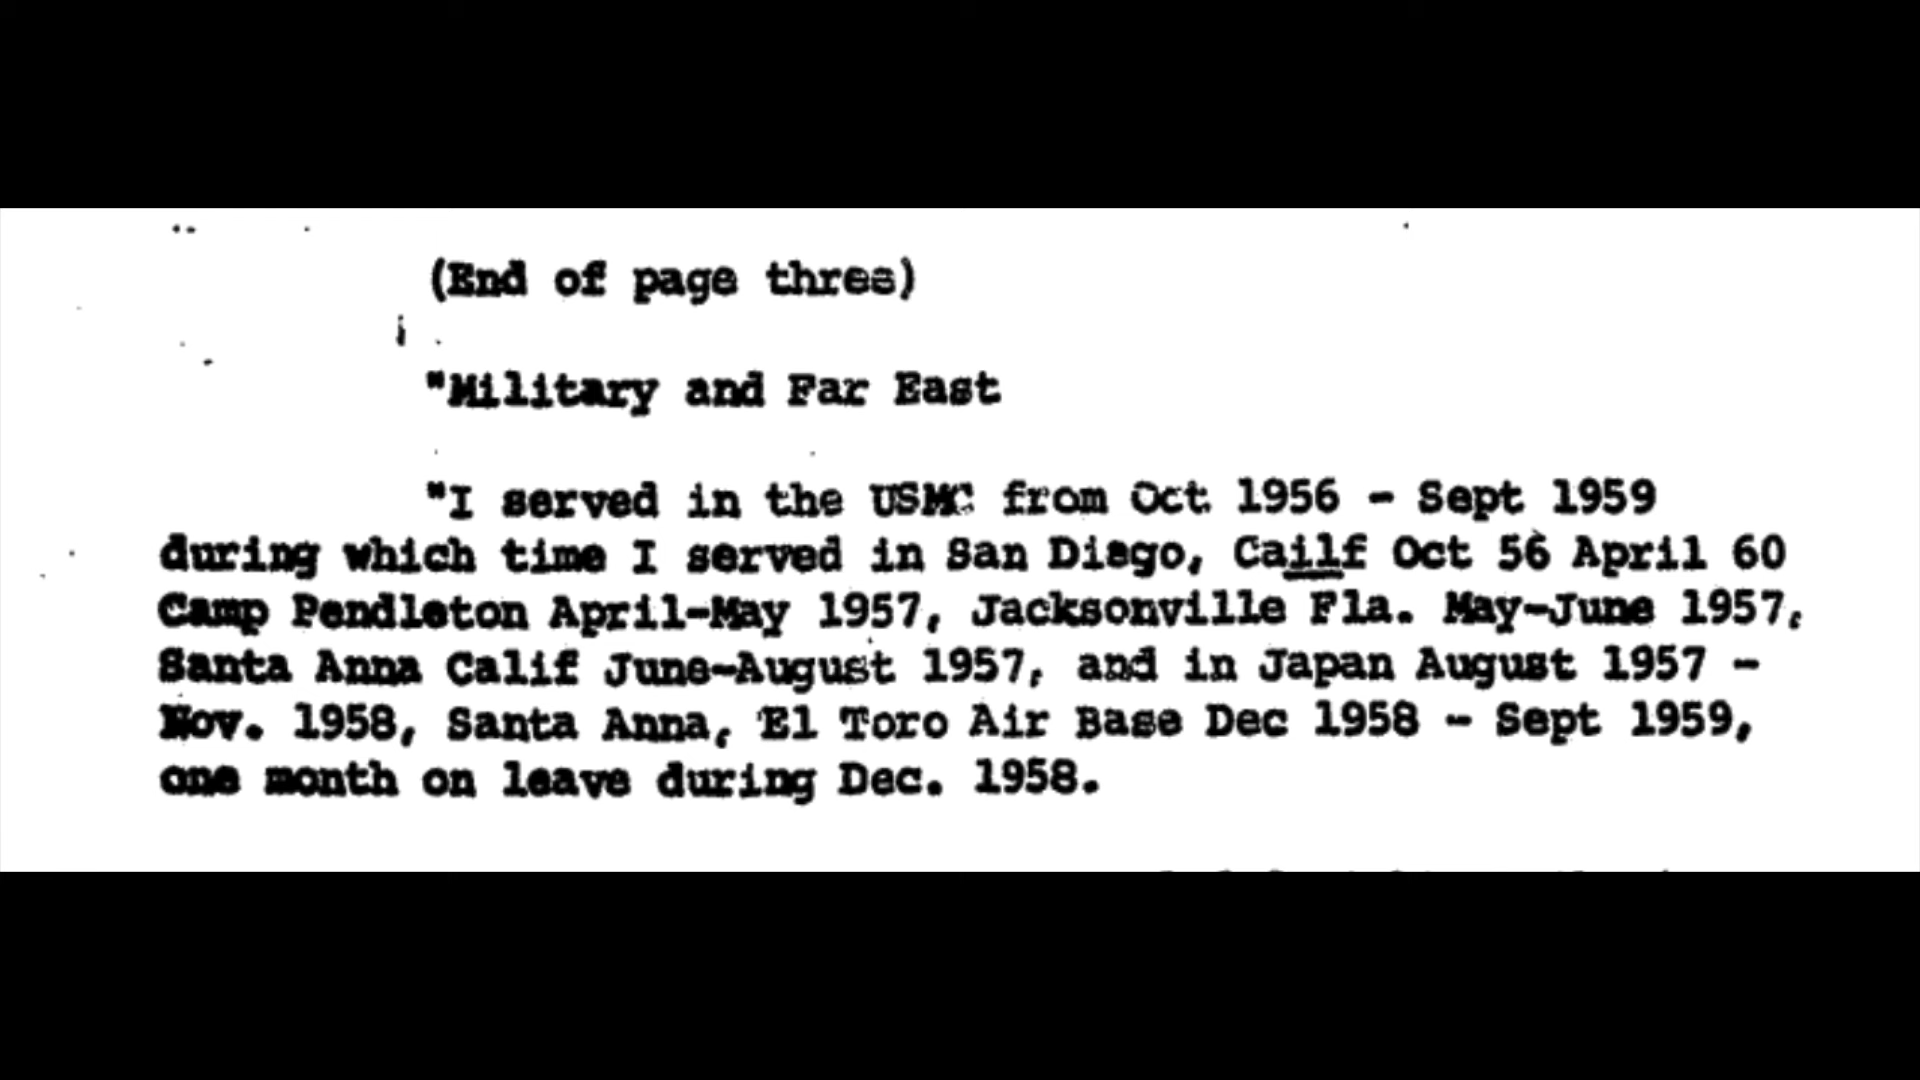 (End of page three)
"Military and Far East
"I served in the USMC from Oct 1956 - Sept 1959
during which time I served in San Diego, Cailf Oct 56 April 60
Camp Pendleton April-May 1957, Jacksonville Fla. May-June 1957,
Santa Anna Calif June-August 1957, and in Japan August 1957 -
Nov. 1958, Santa Anna, El Toro Air Base Dec 1958 - Sept 1959,
one month on leave during Dec. 1958.